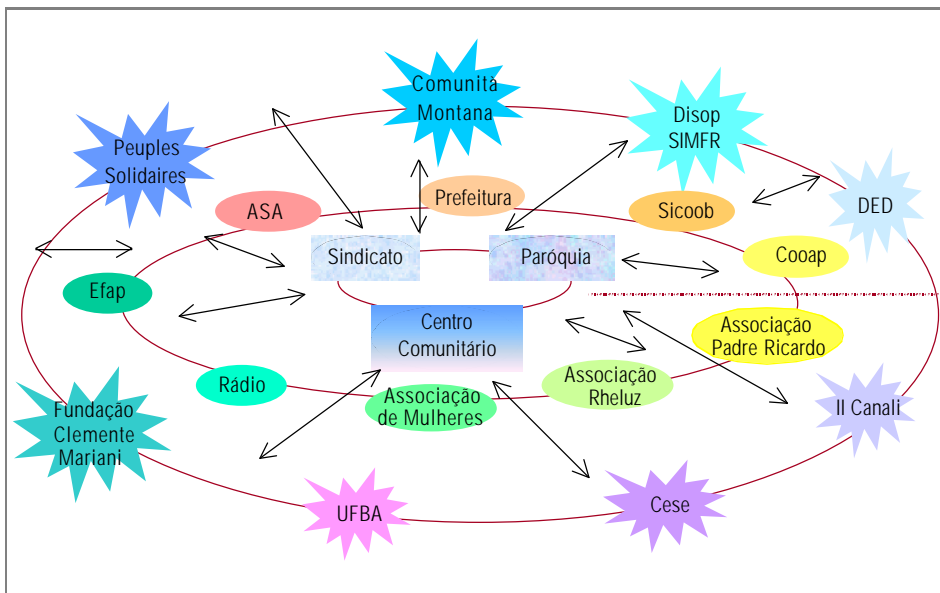 Comunità
Montana
Disop
SIMFR
Peuples
Solidaires
DED
Prefeitura
ASA
Sicoob
Sindicato
Paróquia
Cooap
Efap
Centro
Comunitário
Associação
Padre Ricardo
Rádio
Associação
Rheluz
Associação
de Mulheres
Il Canali
Fundação
Clemente
Mariani
UFBA
Cese